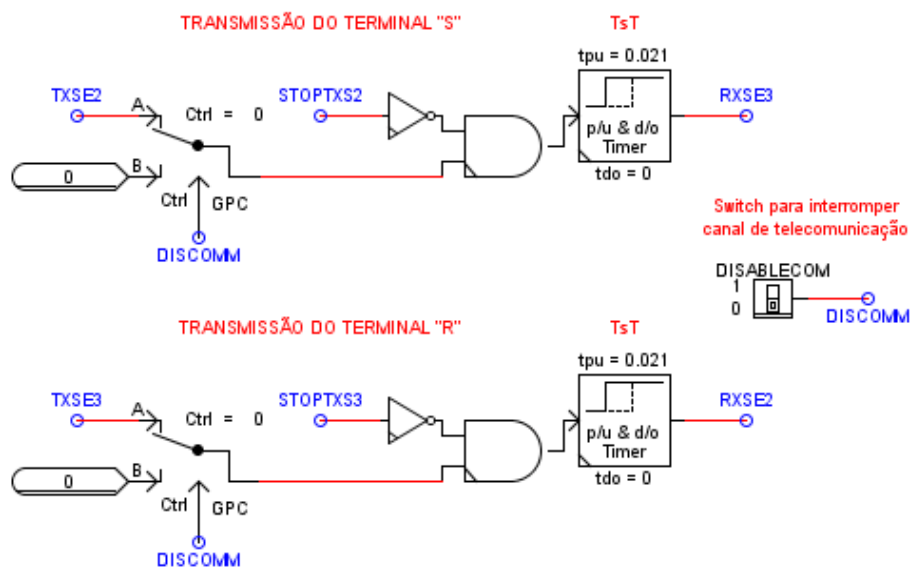 TRANSMISSÃO DO TERMINAL "S"
TsT
tpu = 0.021
TXSE2
A
Ctrl = 0
STOPTXS2
RXSE3
p/u & d/o
Timer
tdo = 0
B
0
Ctrl
GPC
DISCOMM
Switch para interromper
canal de telecomunicação
DISABLECOM
1
0
DISCOMM
TRANSMISSÃO DO TERMINAL "R"
TsT
tpu = 0.021
TXSE3
A
Ctrl = 0
STOPTXS3
RXSE2
p/u & d/o
Timer
tdo = 0
B
0
Ctrl
GPC
DISCOMM